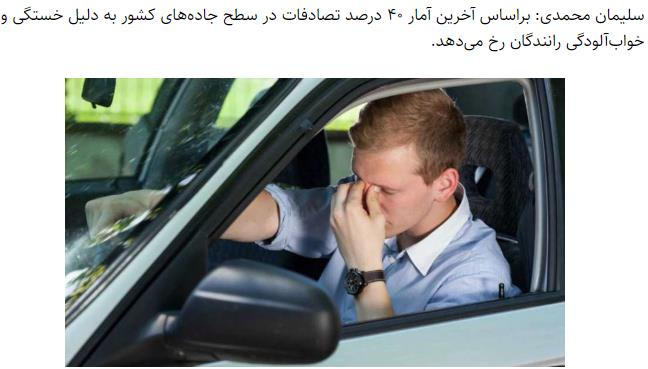 سلیمان محمدی: براساس آخرین آمار ۴۰ درصد تصادفات در سطح جاده‌های کشور به دلیل خستگی و
خواب‌آلودگی رانندگان رخ می‌دهد.